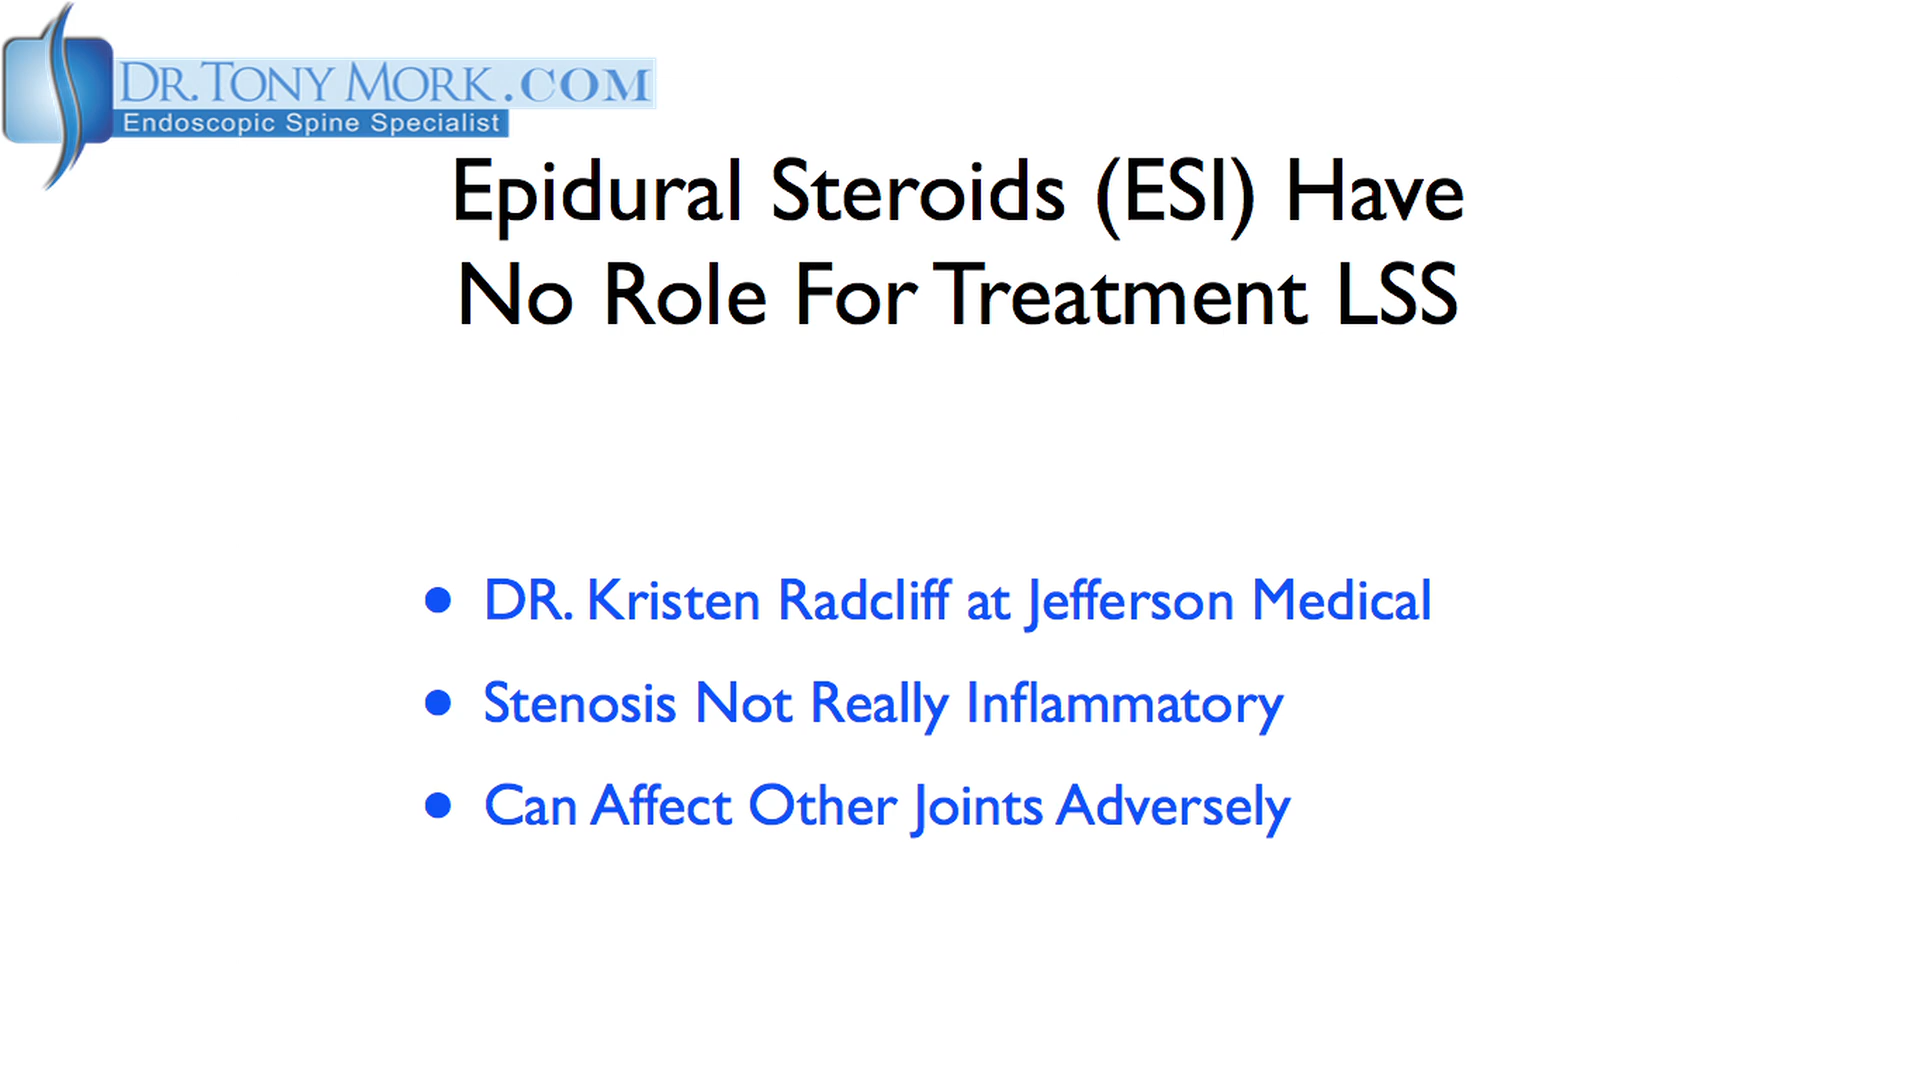 DR. TONY MORK.COM
Endoscopic Spine Specialist
Epidural Steroids (ESI) Have
No Role For Treatment LSS
• DR. Kristen Radcliff at Jefferson Medical
• Stenosis Not Really Inflammatory
• Can Affect Other Joints Adversely